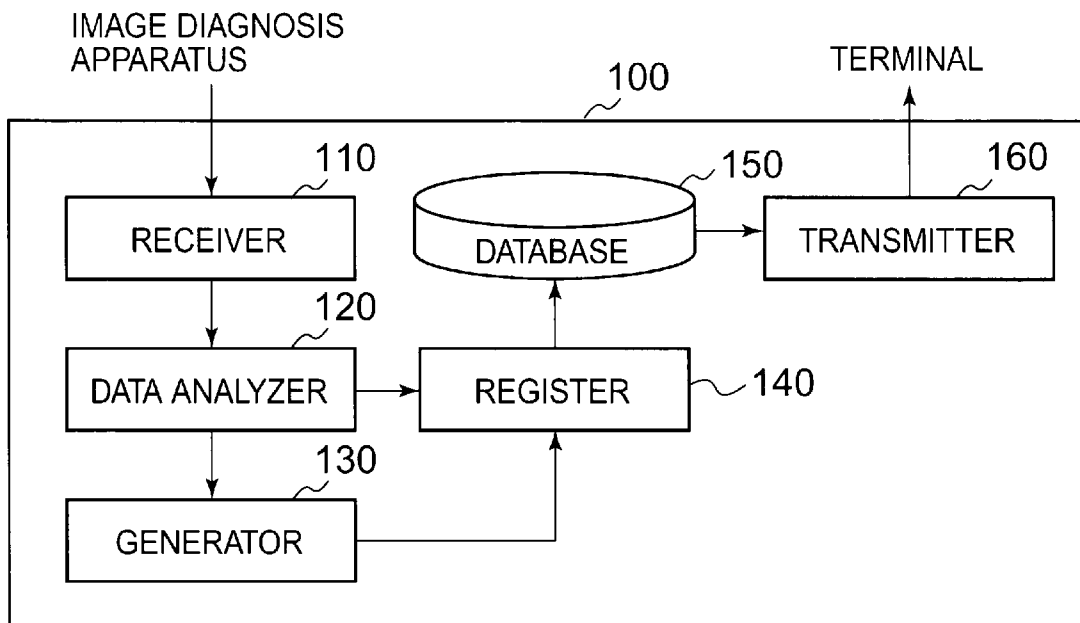 IMAGE DIAGNOSIS
APPARATUS
TERMINAL
100
110
150
160
RECEIVER
DATABASE
TRANSMITTER
120
DATA ANALYZER
REGISTER
140
130
GENERATOR